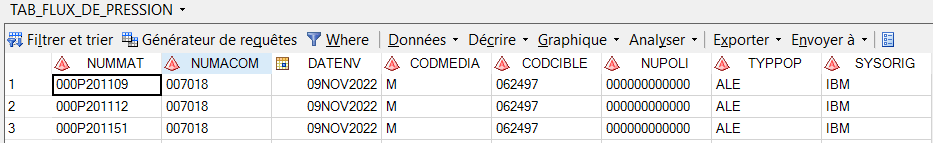 TAB_FLUX_DE_PRESSION
Filtrer et trier Générateur de requêtes Where Données Décrire Graphique Analyser Exporter Envoyer à
NUMMAT NUMACOM DATENV CODMEDIA CODCIBLE NUPOLI TYPPOP SYSORIG
1 000P201109 007018 09NOV2022 M 062497 000000000000 ALE IBM
2 000P201112 007018 09NOV2022 M 062497 000000000000 ALE IBM
3 000P201151 007018 09NOV2022 M 062497 000000000000 ALE IBM